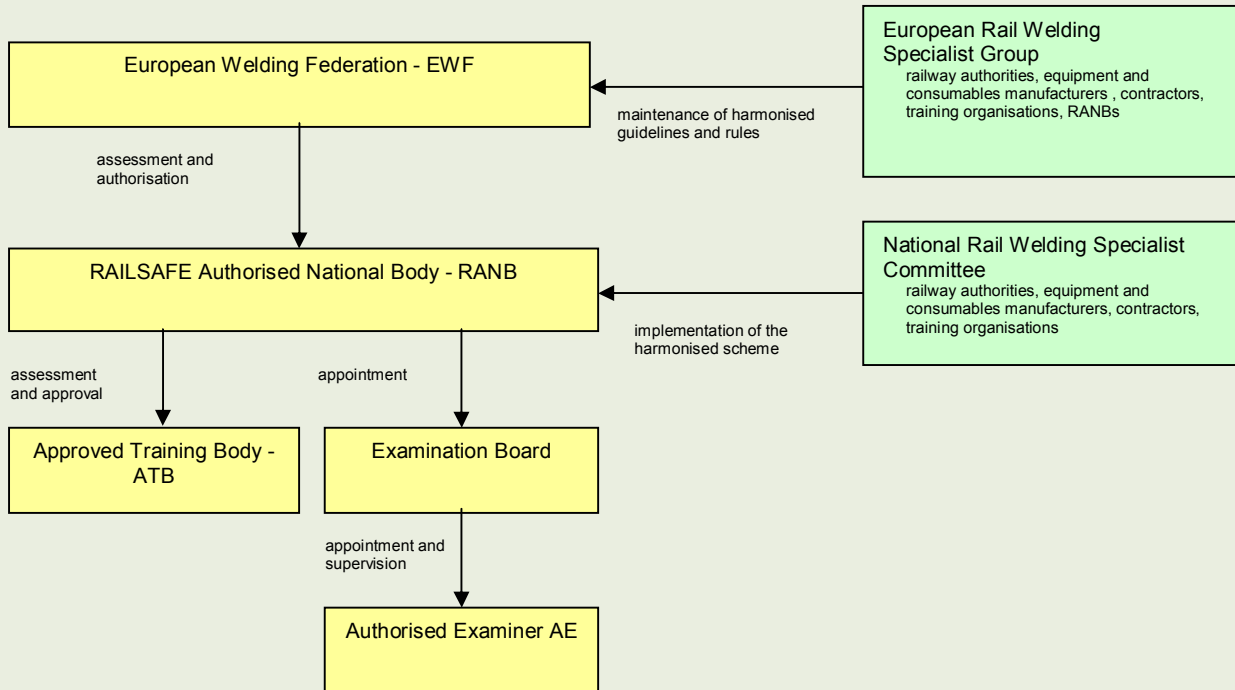 European Welding Federation - EWF
European Rail Welding
Specialist Group
railway authorities, equipment and
consumables manufacturers , contractors,
training organisations, RANBs
maintenance of harmonised
guidelines and rules
assessment and
authorisation
RAILSAFE Authorised National Body - RANB
National Rail Welding Specialist
Committee
railway authorities, equipment and
consumables manufacturers, contractors,
training organisations
implementation of the
harmonised scheme
assessment
and approval
appointment
Approved Training Body -
ATB
Examination Board
appointment and
supervision
Authorised Examiner AE